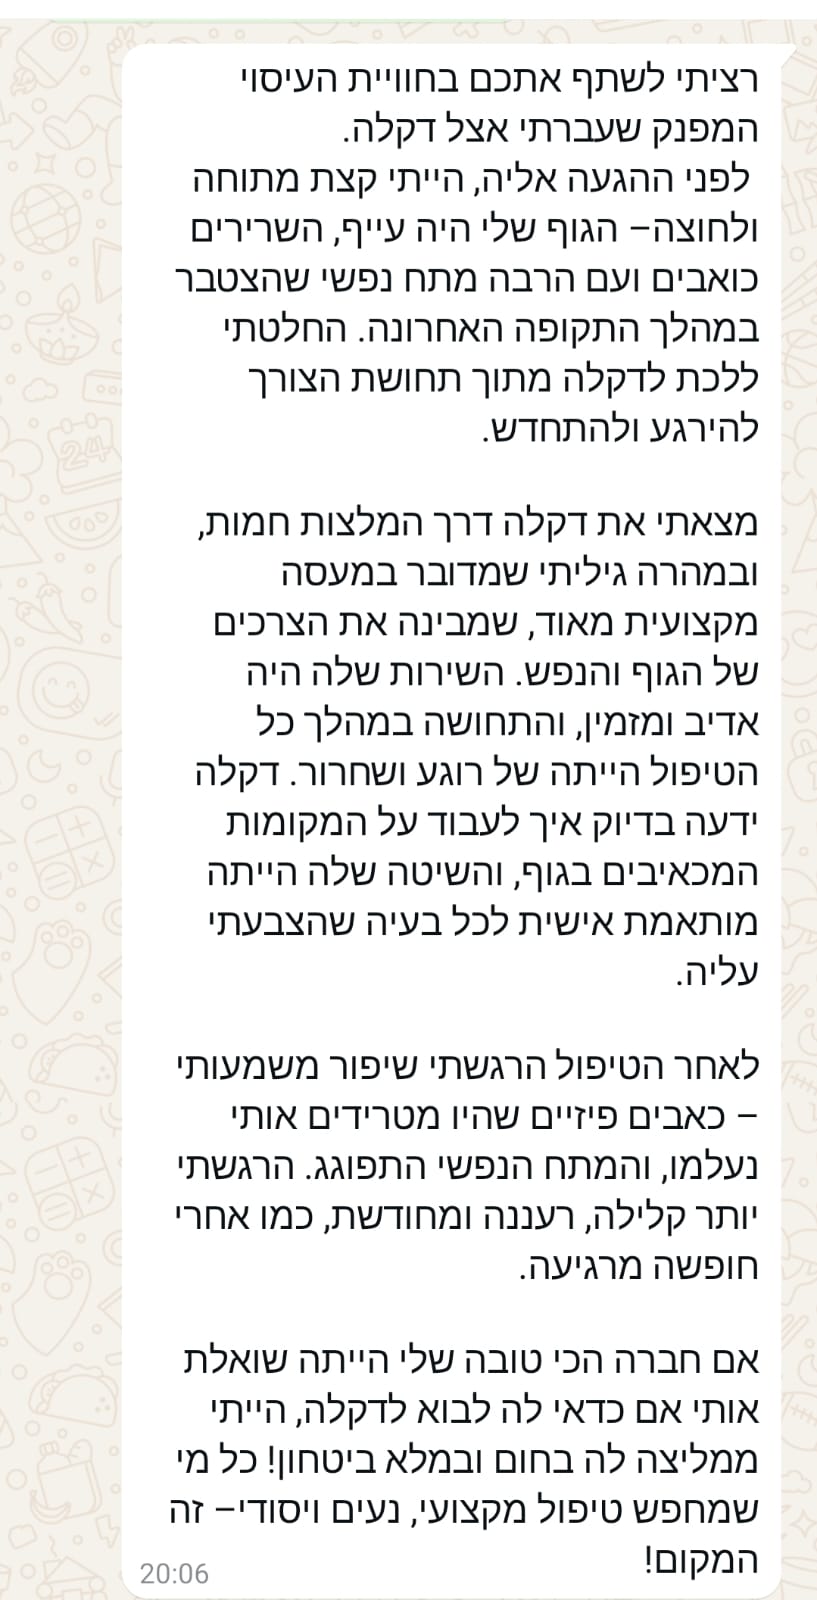 רציתי לשתף אתכם בחוויית העיסוי
המפנק שעברתי אצל דקלה.
לפני ההגעה אליה, הייתי קצת מתוחה
ולחוצה– הגוף שלי היה עייף, השרירים
כואבים ועם הרבה מתח נפשי שהצטבר
במהלך התקופה האחרונה. החלטתי
ללכת לדקלה מתוך תחושת הצורך
להירגע ולהתחדש.
מצאתי את דקלה דרך המלצות חמות,
ובמהרה גיליתי שמדובר במעסה
מקצועית מאוד, שמבינה את הצרכים
של הגוף והנפש. השירות שלה היה
אדיב ומזמין, והתחושה במהלך כל
הטיפול הייתה של רוגע ושחרור. דקלה
ידעה בדיוק איך לעבוד על המקומות
המכאיבים בגוף, והשיטה שלה הייתה
מותאמת אישית לכל בעיה שהצבעתי
עליה.
לאחר הטיפול הרגשתי שיפור משמעותי
– כאבים פיזיים שהיו מטרידים אותי
נעלמו, והמתח הנפשי התפוגג. הרגשתי
יותר קלילה, רעננה ומחודשת, כמו אחרי
חופשה מרגיעה.
אם חברה הכי טובה שלי הייתה שואלת
אותי אם כדאי לה לבוא לדקלה, הייתי
ממליצה לה בחום ובמלא ביטחון! כל מי
שמחפש טיפול מקצועי, נעים ויסודי– זה
המקום!
20:06